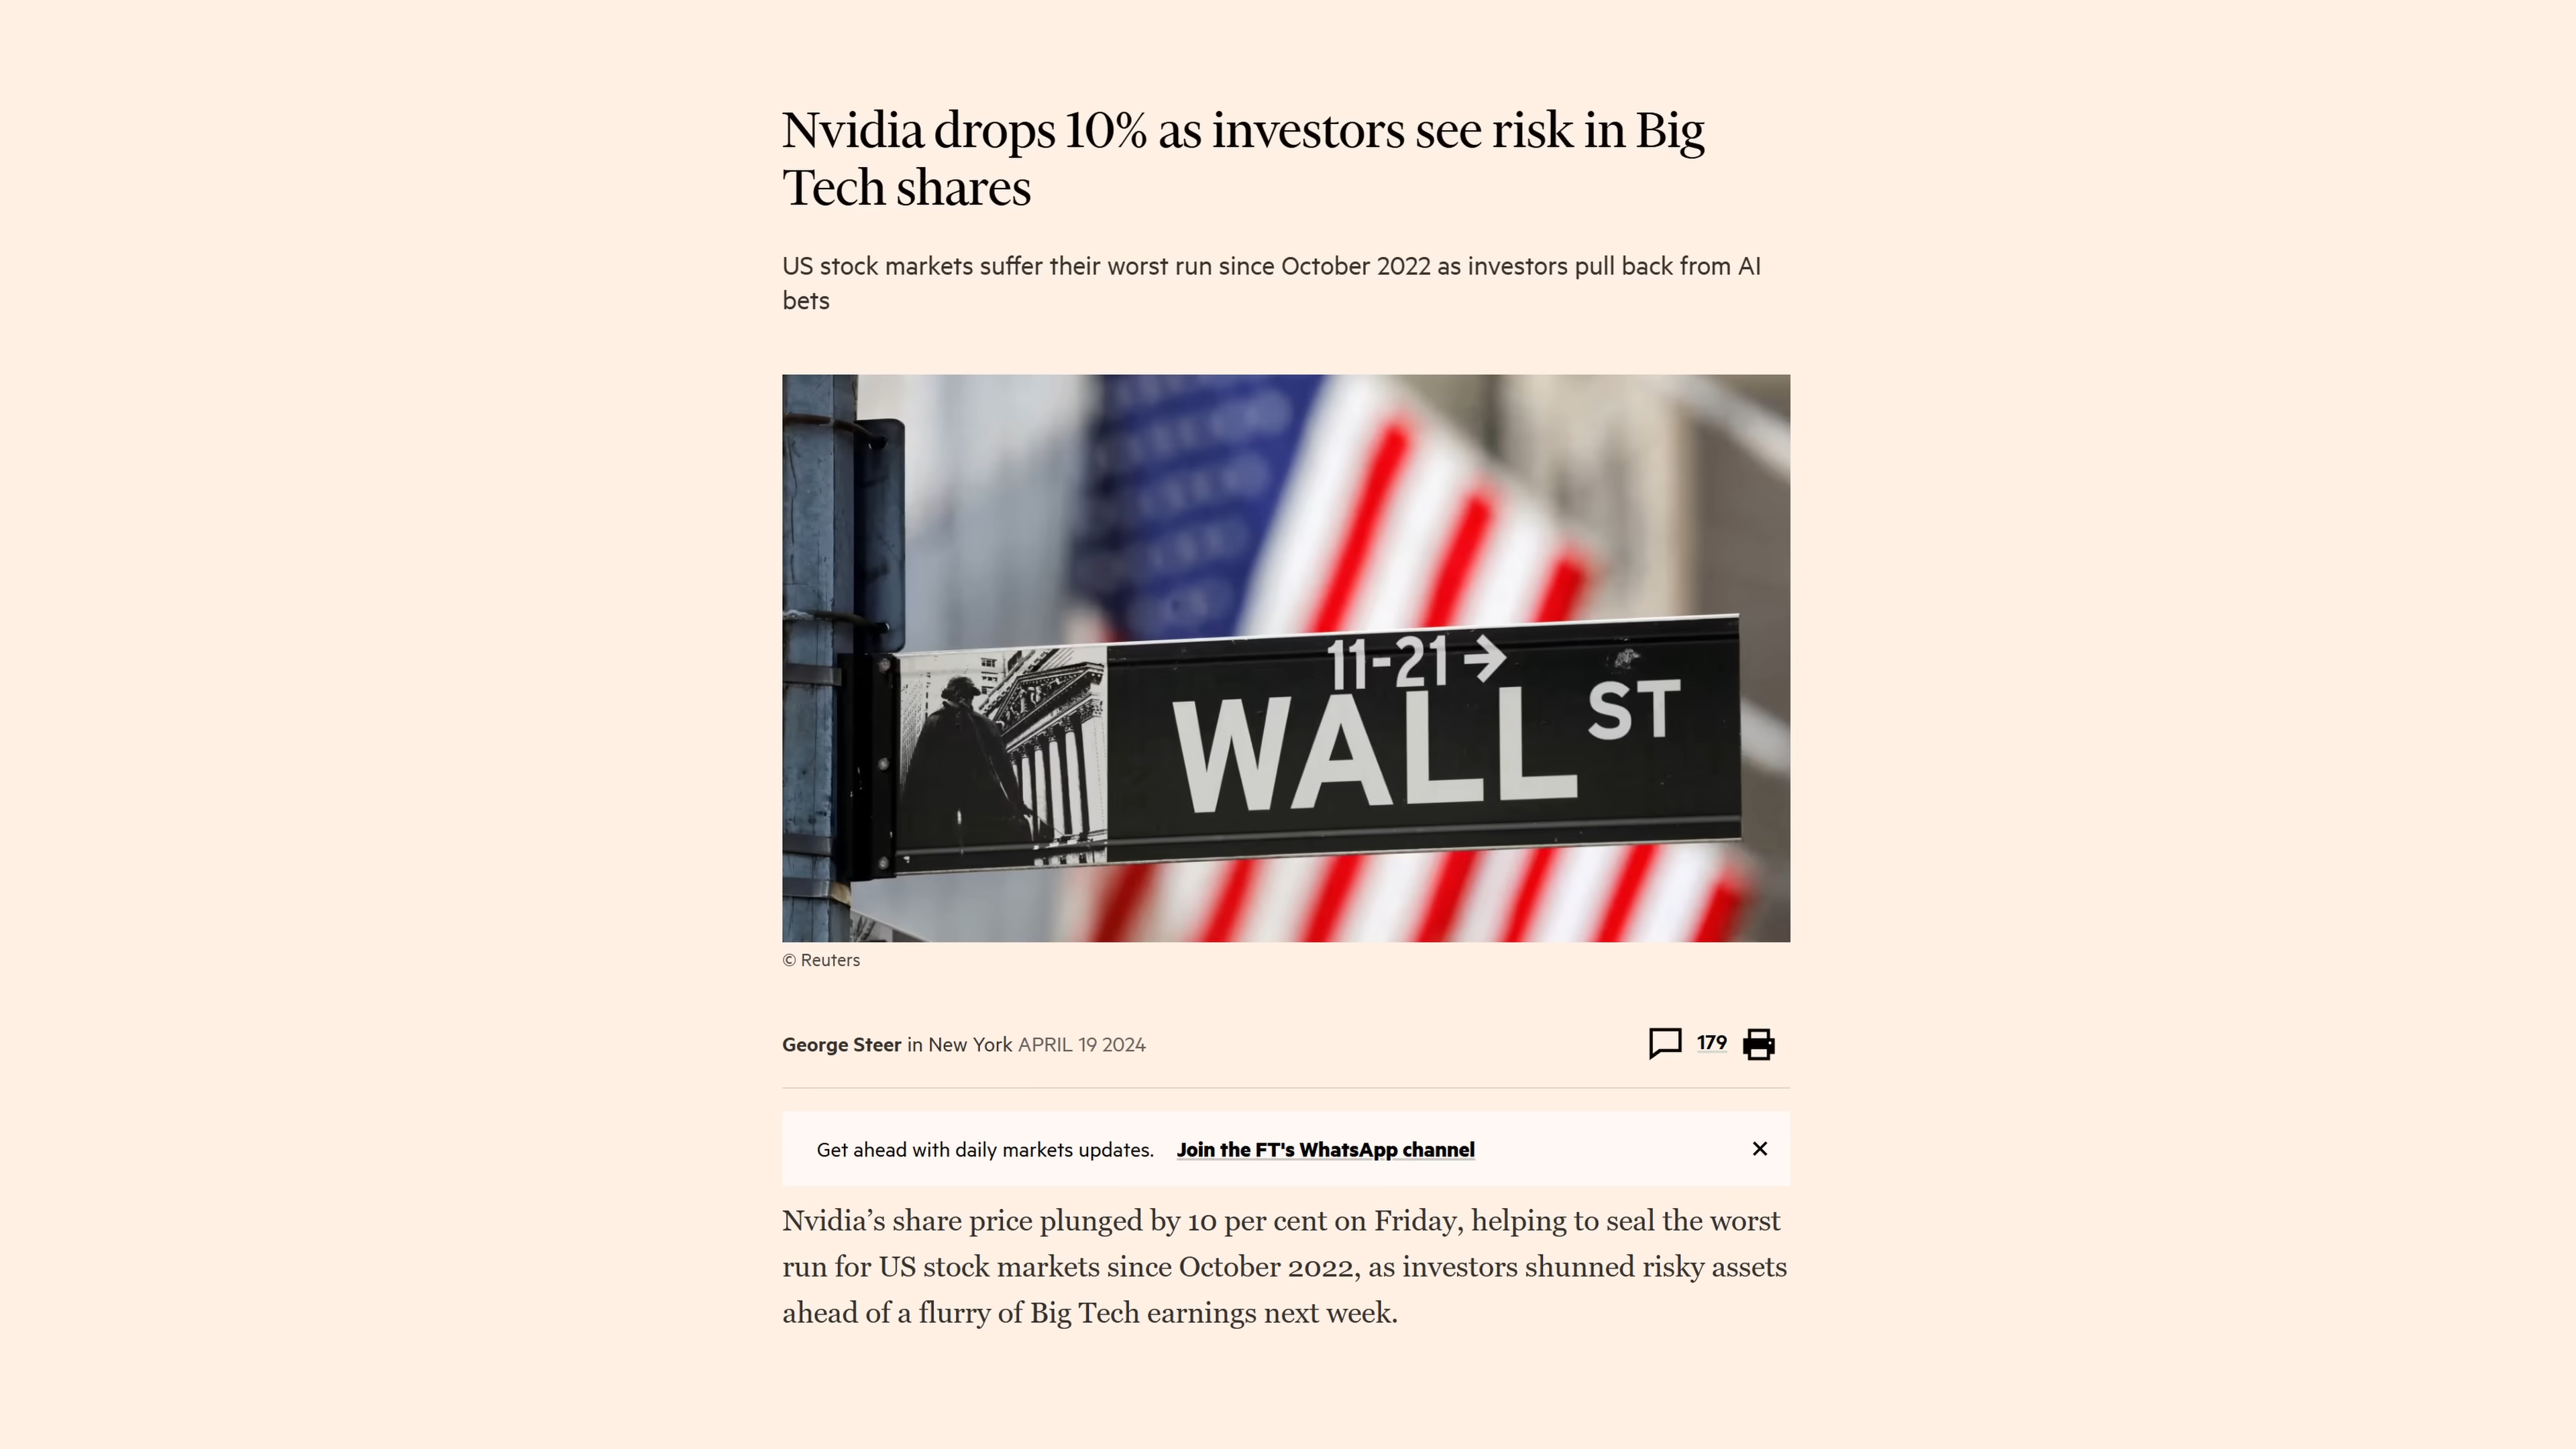 Nvidia drops 10% as investors see risk in Big
Tech shares
US stock markets suffer their worst run since October 2022 as investors pull back from AI
bets
11-21→
WALL ST
© Reuters
George Steer in New York APRIL 19 2024
179
Get ahead with daily markets updates. Join the FT's WhatsApp channel
Nvidia’s share price plunged by 10 per cent on Friday, helping to seal the worst
run for US stock markets since October 2022, as investors shunned risky assets
ahead of a flurry of Big Tech earnings next week.